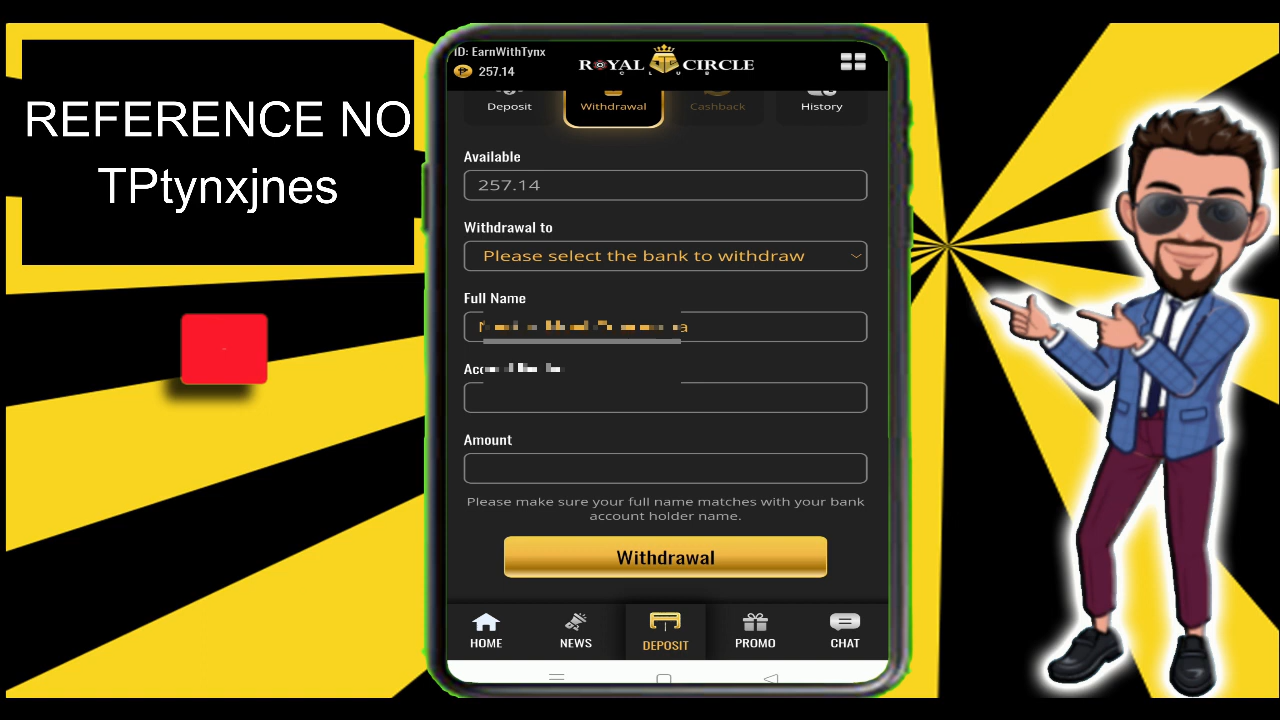 REFERENCE NO
TPtynxjnes
ID: EarnWithTynx
257.14
ROYAL CIRCLE
CLUB
Deposit
Withdrawal
Cashback
History
Available
257.14
Withdrawal to
Please select the bank to withdraw
Full Name
Amount
Please make sure your full name matches with your bank
account holder name.
Withdrawal
HOME
NEWS
DEPOSIT
PROMO
CHAT